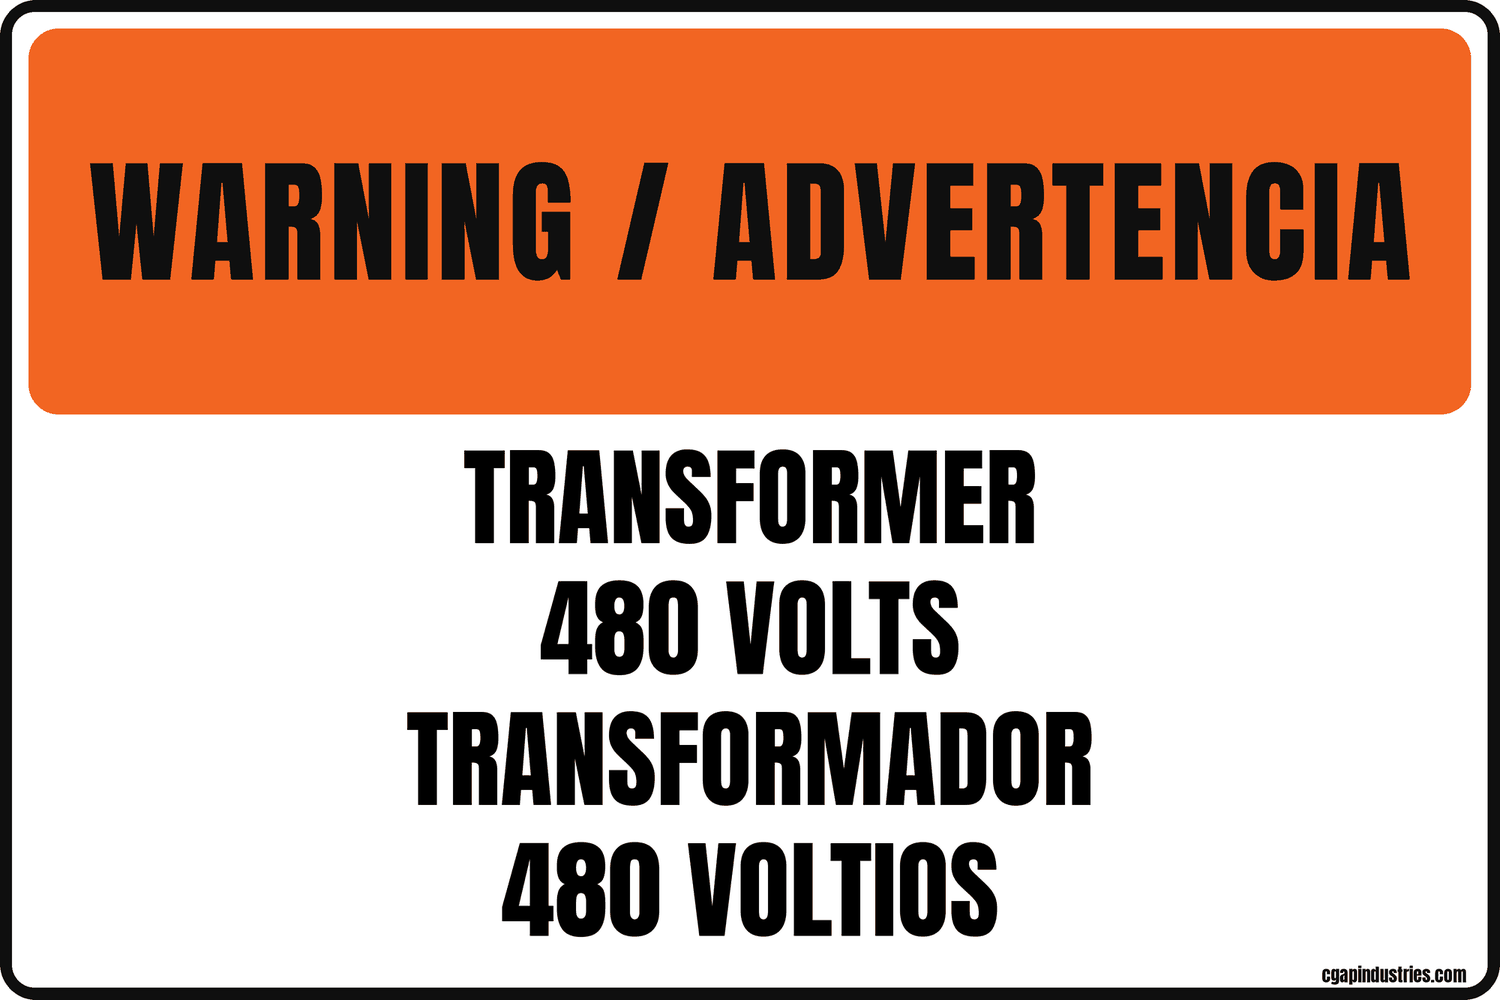 WARNING / ADVERTENCIA
TRANSFORMER
480 VOLTS
TRANSFORMADOR
480 VOLTIOS
cgapindustries.com